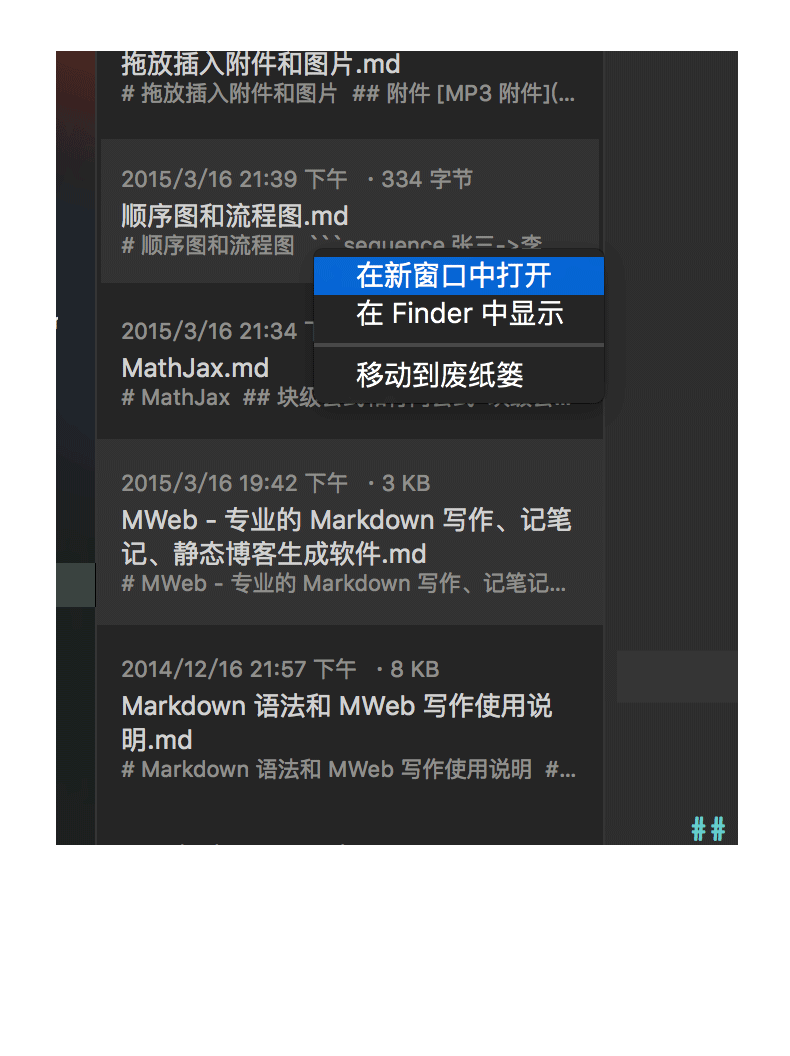 拖放插入附件和图片.md
# 拖放插入附件和图片 ## 附件 [MP3 附件](...
2015/3/16 21:39 下午 · 334 字节
顺序图和流程图.md
# 顺序图和流程图 ```sequence 张三->李
在新窗口中打开
在 Finder 中显示
移动到废纸篓
2015/3/16 21:34
MathJax.md
# MathJax ## 块级
2015/3/16 19:42 下午 · 3 KB
MWeb - 专业的 Markdown 写作、记笔
记、静态博客生成软件.md
# MWeb - 专业的 Markdown 写作、记笔记...
2014/12/16 21:57 下午 · 8 KB
Markdown 语法和 MWeb 写作使用说
明.md
# Markdown 语法和 MWeb 写作使用说明 #...
##